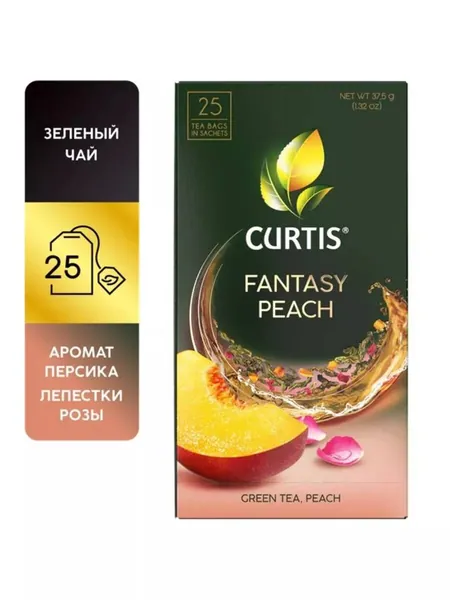 ЗЕЛЕНЫЙ
ЧАЙ
25
АРОМАТ
ПЕРСИКА
ЛЕПЕСТКИ
РОЗЫ
25
TEA BAGS
IN SACHETS
NET WT 37,5 g
(1.32 oz)
CURTIS®
FANTASY
PEACH
GREEN TEA, PEACH